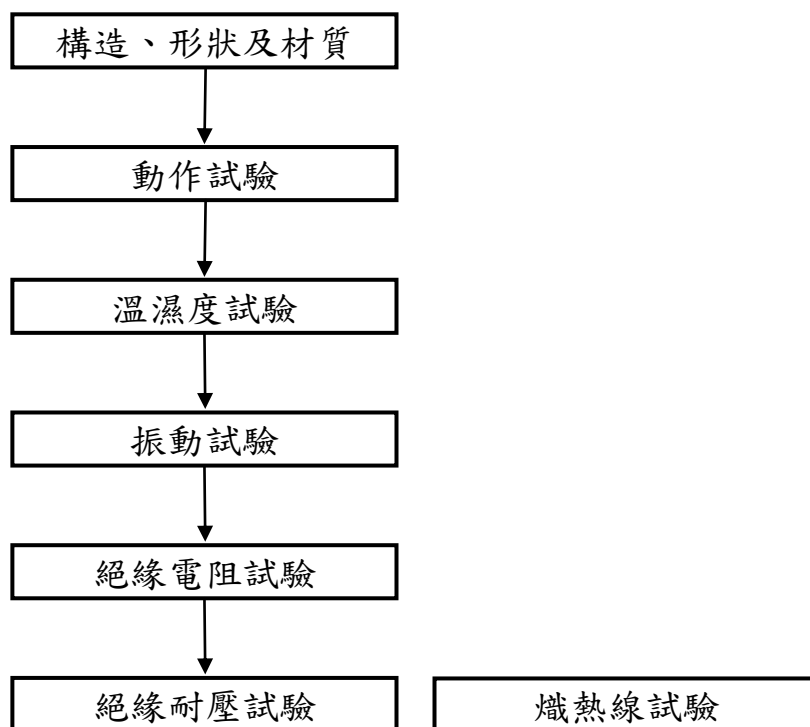 構造、形狀及材質
動作試驗
溫濕度試驗
振動試驗
絕緣電阻試驗
絕緣耐壓試驗
熾熱線試驗